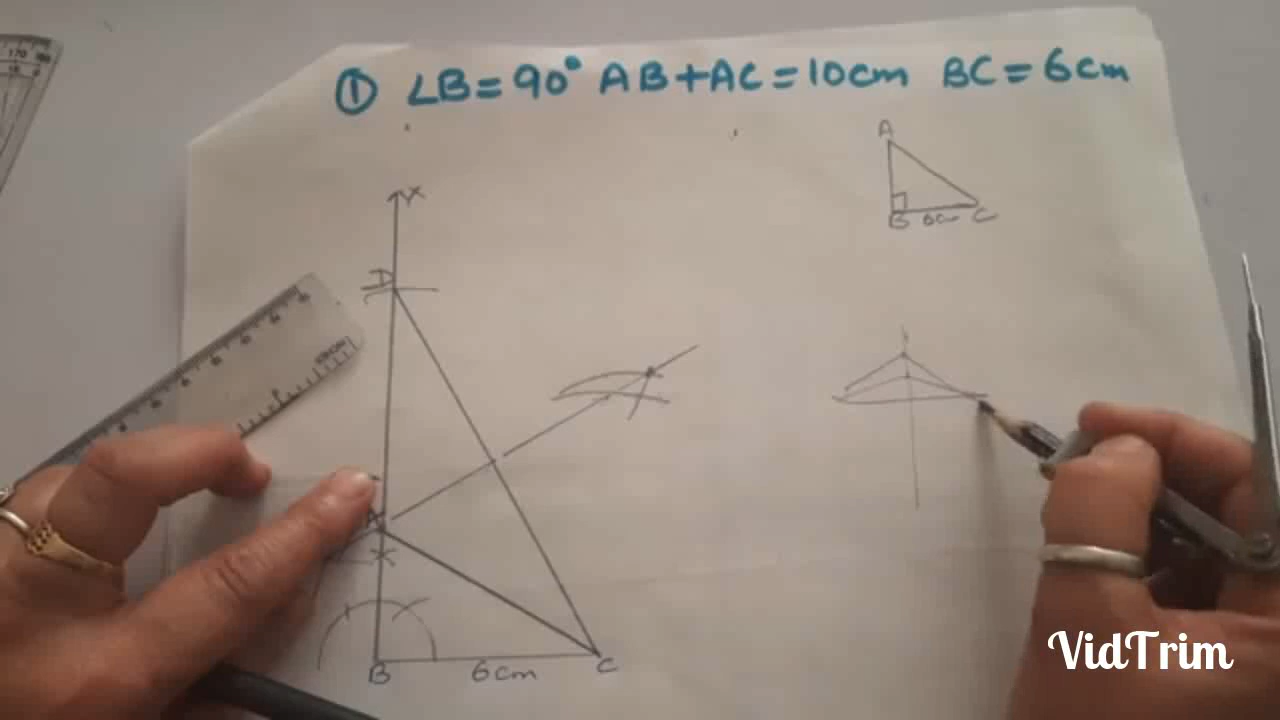 ① ∠B=90° AB+AC=10cm BC=6cm
A
B 6cm C
X
D
A
B 6cm C
VidTrim